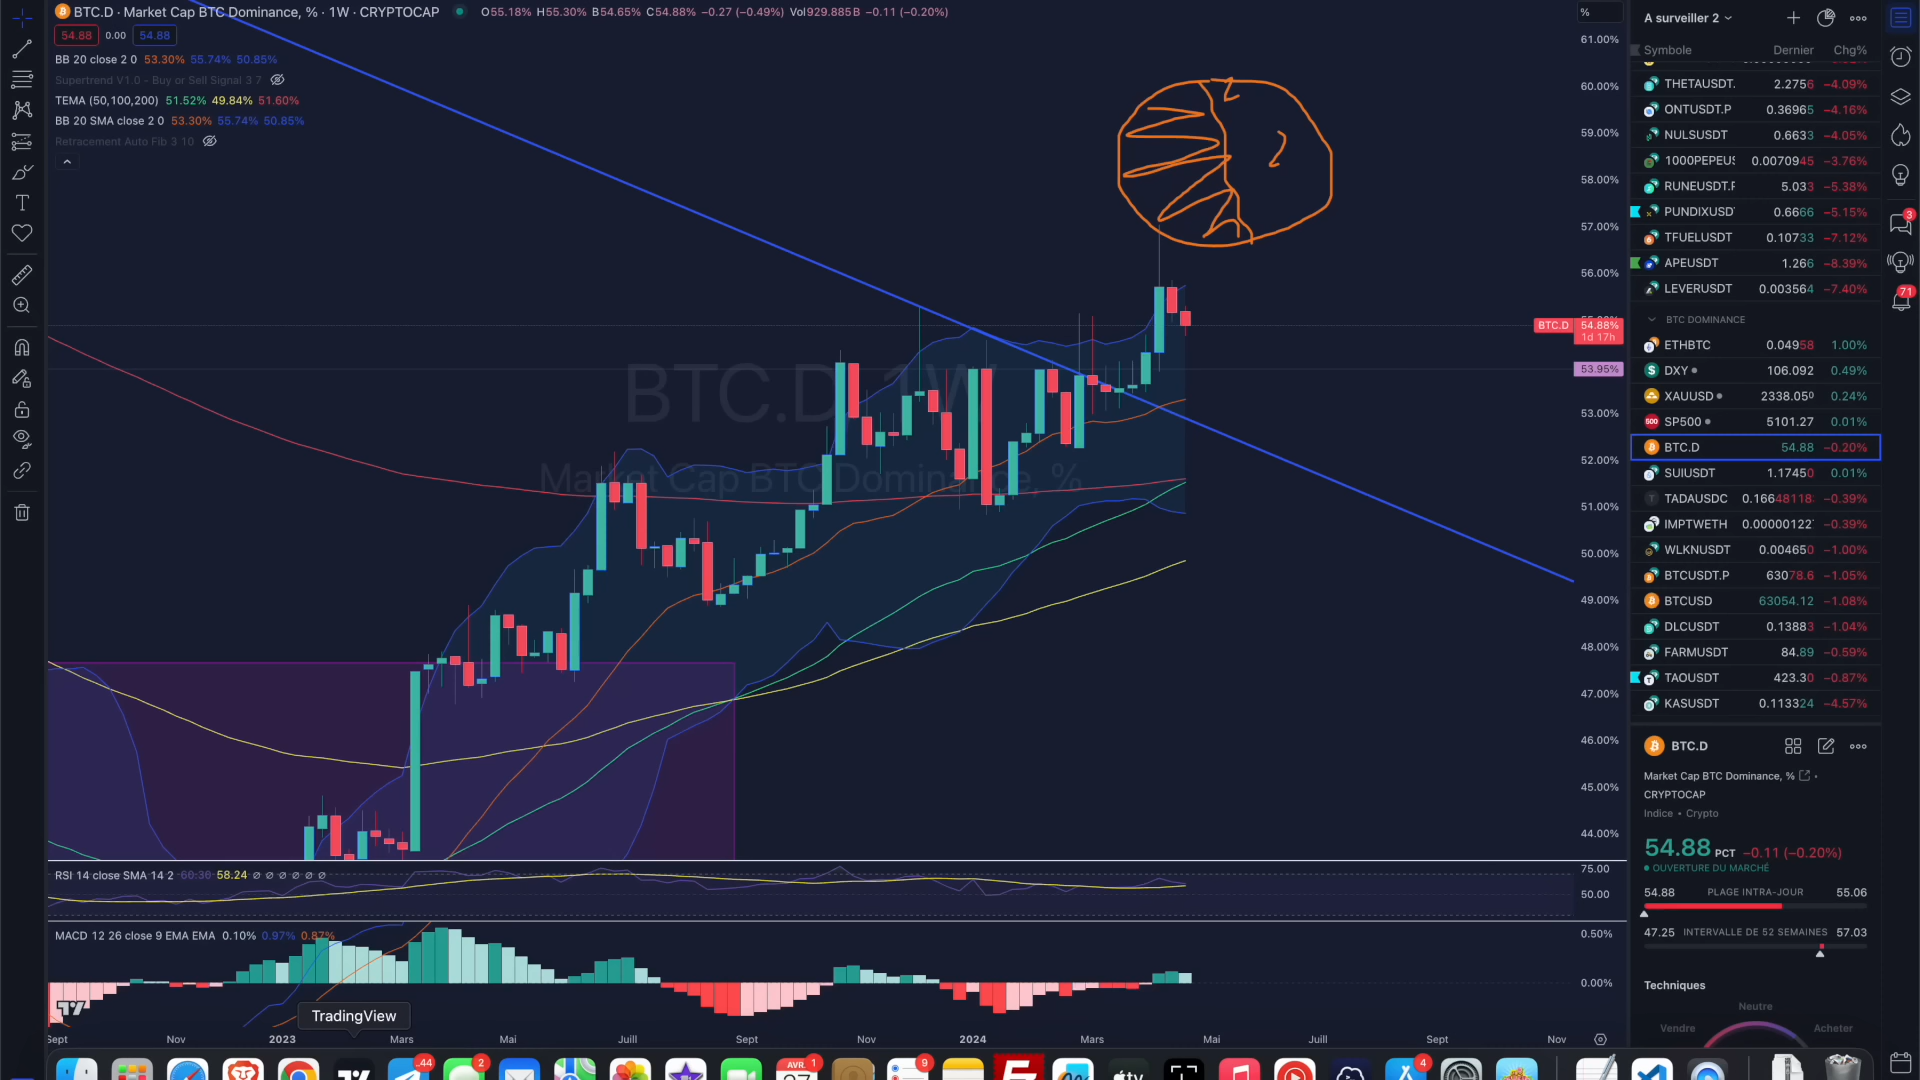 BTC.D · Market Cap BTC Dominance, % · 1W · CRYPTOCAP
O55.18% H55.30% B54.65% C54.88% −0.27 (−0.49%) Vol929.885B −0.11 (−0.20%)
54.88 0.00 54.88
BB 20 close 2 0 53.30% 55.74% 50.85%
Supertrend V1.0 - Buy or Sell Signal 3 7
TEMA (50,100,200) 51.52% 49.84% 51.60%
BB 20 SMA close 2 0 53.30% 55.74% 50.85%
Retracement Auto Fib 3 10
BTC.D, 1W
Market Cap BTC Dominance, %
%
61.00%
60.00%
59.00%
58.00%
57.00%
56.00%
BTC.D 54.88%
1d 17h
53.95%
53.00%
52.00%
51.00%
50.00%
49.00%
48.00%
47.00%
46.00%
45.00%
44.00%
RSI 14 close SMA 14 2 60.36 58.24 ∅ ∅ ∅ ∅ ∅ ∅
75.00
50.00
MACD 12 26 close 9 EMA EMA 0.10% 0.97% 0.87%
0.50%
0.00%
TradingView
Sept Nov 2023 Mars Mai Juill Sept Nov 2024 Mars Mai Juill Sept Nov
A surveiller 2
Symbole Dernier Chg%
THETAUSDT. 2.2756 −4.09%
ONTUSDT.P 0.36965 −4.16%
NULSUSDT 0.6633 −4.05%
1000PEPEUS 0.0070945 −3.76%
RUNEUSDT.F 5.033 −5.38%
PUNDIXUSD 0.6666 −5.15%
TFUELUSDT 0.10733 −7.12%
APEUSDT 1.266 −8.39%
LEVERUSDT 0.003564 −7.40%
BTC DOMINANCE
ETHBTC 0.04958 1.00%
DXY 106.092 0.49%
XAUUSD 2338.050 0.24%
SP500 5101.27 0.01%
BTC.D 54.88 −0.20%
SUIUSDT 1.17450 0.01%
TADAUSDC 0.16648118 −0.39%
IMPTWETH 0.00000122 −0.39%
WLKNUSDT 0.004650 −1.00%
BTCUSDT.P 63078.6 −1.05%
BTCUSD 63054.12 −1.08%
DLCUSDT 0.13883 −1.04%
FARMUSDT 84.89 −0.59%
TAOUSDT 423.30 −0.87%
KASUSDT 0.113324 −4.57%
BTC.D
Market Cap BTC Dominance, %
CRYPTOCAP
Indice • Crypto
54.88 PCT −0.11 (−0.20%)
OUVERTURE DU MARCHÉ
54.88 PLAGE INTRA-JOUR 55.06
47.25 INTERVALLE DE 52 SEMAINES 57.03
Techniques
Neutre
Vendre Acheter
3
71
44
2
AVR. 1
9
tv
4